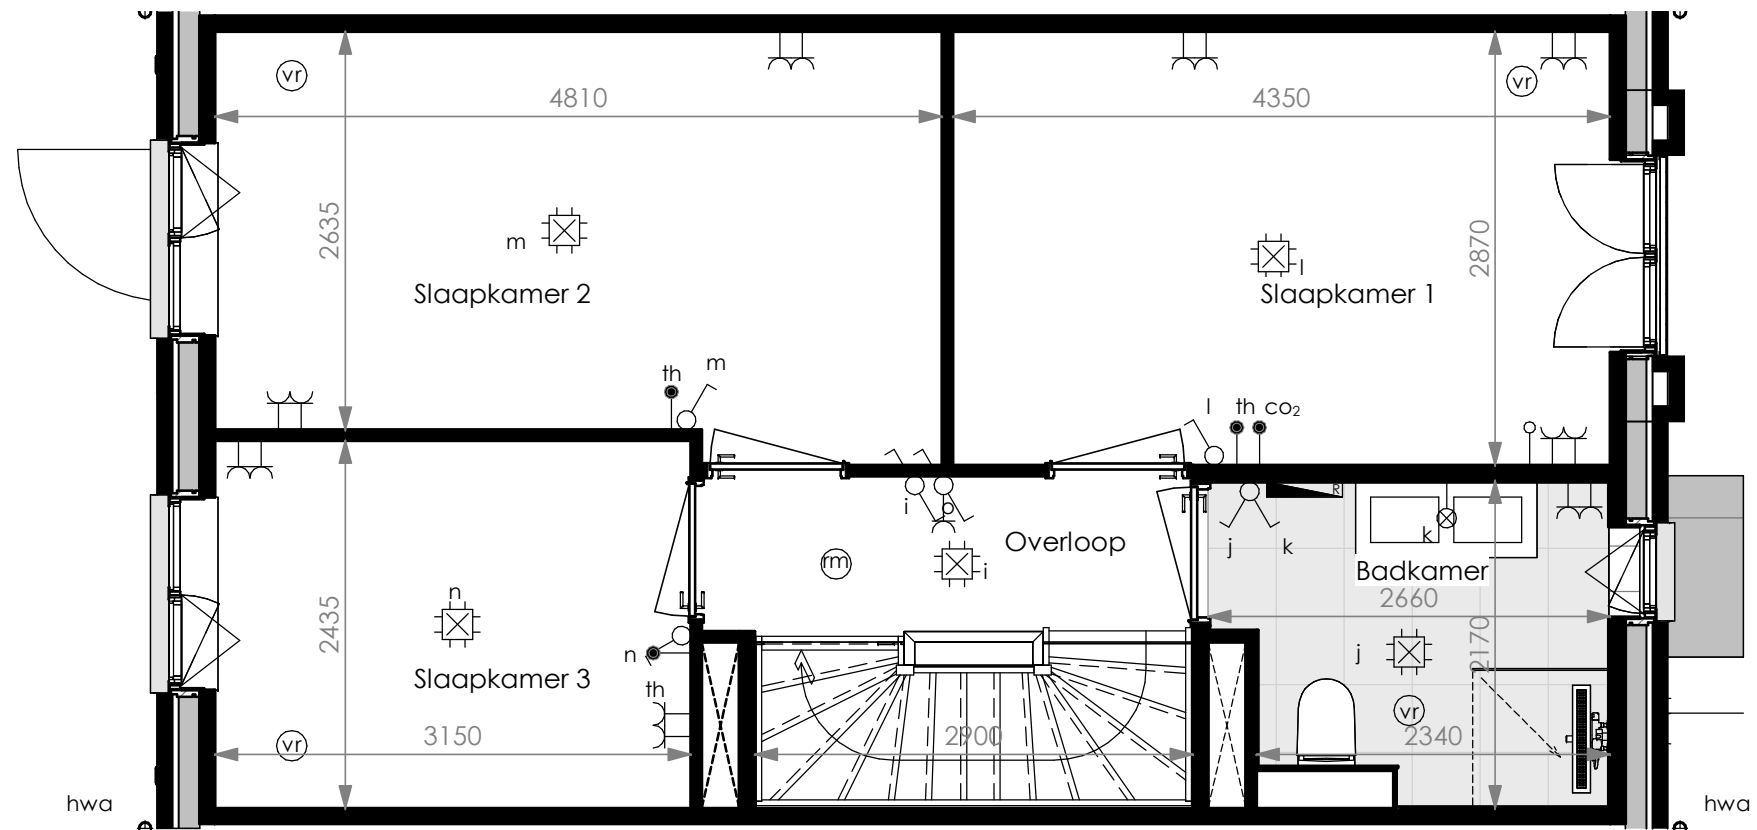 vr
vr
4810
4350
2635
m
2870
l
Slaapkamer 2
Slaapkamer 1
th
m
l
th
co₂
R
i
p
k
j
k
Overloop
rm
i
Badkamer
n
2435
2660
2170
n
j
Slaapkamer 3
th
vr
vr
3150
2900
2340
hwa
hwa